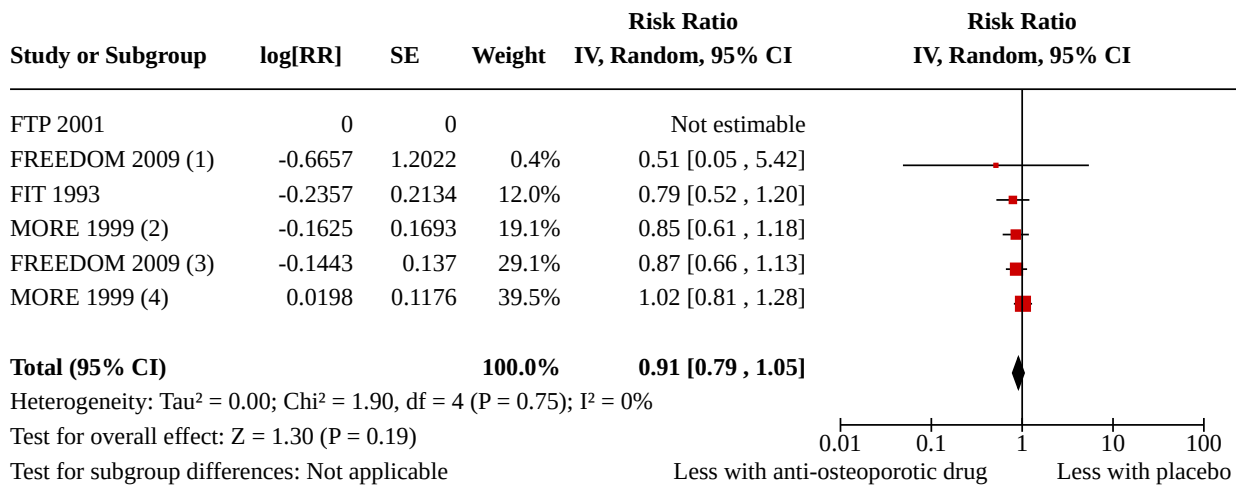 Risk Ratio Risk Ratio
Study or Subgroup log[RR] SE Weight IV, Random, 95% CI IV, Random, 95% CI
FTP 2001 0 0 Not estimable
FREEDOM 2009 (1) -0.6657 1.2022 0.4% 0.51 [0.05 , 5.42]
FIT 1993 -0.2357 0.2134 12.0% 0.79 [0.52 , 1.20]
MORE 1999 (2) -0.1625 0.1693 19.1% 0.85 [0.61 , 1.18]
FREEDOM 2009 (3) -0.1443 0.137 29.1% 0.87 [0.66 , 1.13]
MORE 1999 (4) 0.0198 0.1176 39.5% 1.02 [0.81 , 1.28]
Total (95% CI) 100.0% 0.91 [0.79 , 1.05]
Heterogeneity: Tau² = 0.00; Chi² = 1.90, df = 4 (P = 0.75); I² = 0%
Test for overall effect: Z = 1.30 (P = 0.19) 0.01 0.1 1 10 100
Test for subgroup differences: Not applicable Less with anti-osteoporotic drug Less with placebo